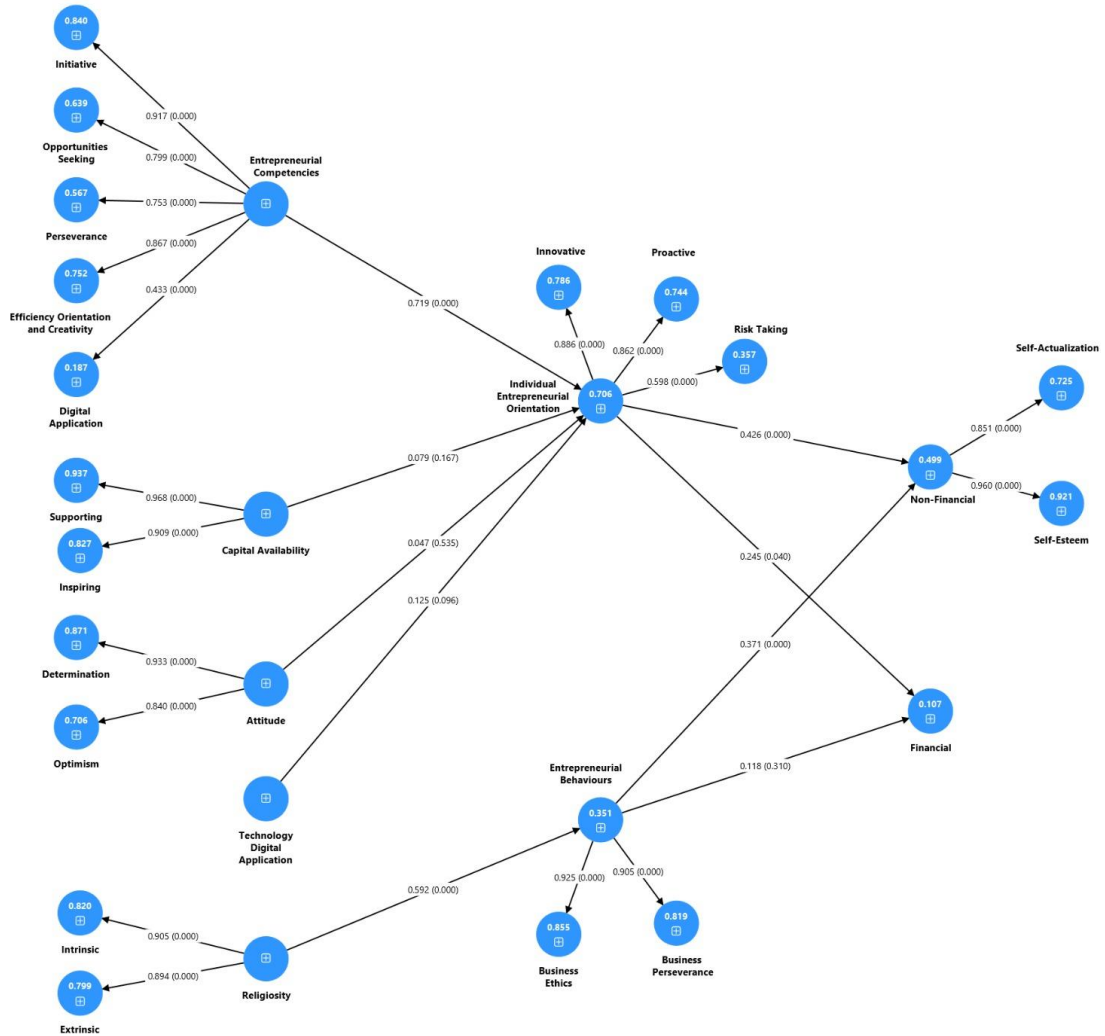 0.840
Initiative
0.917 (0.000)
0.639
Opportunities
Seeking
0.799 (0.000)
Entrepreneurial
Competencies
0.567
Perseverance
0.753 (0.000)
0.867 (0.000)
0.752
Efficiency Orientation
and Creativity
0.433 (0.000)
0.187
Digital
Application
0.719 (0.000)
Innovative
0.786
Proactive
0.744
Risk Taking
0.357
0.886 (0.000)
0.862 (0.000)
0.598 (0.000)
Individual
Entrepreneurial
Orientation
0.706
Self-Actualization
0.725
0.426 (0.000)
0.851 (0.000)
0.499
Non-Financial
0.960 (0.000)
0.921
Self-Esteem
0.937
Supporting
0.968 (0.000)
0.079 (0.167)
0.909 (0.000)
0.827
Inspiring
Capital Availability
0.047 (0.535)
0.245 (0.040)
0.125 (0.096)
0.871
Determination
0.933 (0.000)
0.371 (0.000)
0.840 (0.000)
0.706
Optimism
Attitude
0.107
Financial
0.118 (0.310)
Technology
Digital
Application
Entrepreneurial
Behaviours
0.351
0.592 (0.000)
0.925 (0.000)
0.905 (0.000)
0.855
Business
Ethics
0.819
Business
Perseverance
0.820
Intrinsic
0.905 (0.000)
0.894 (0.000)
0.799
Extrinsic
Religiosity